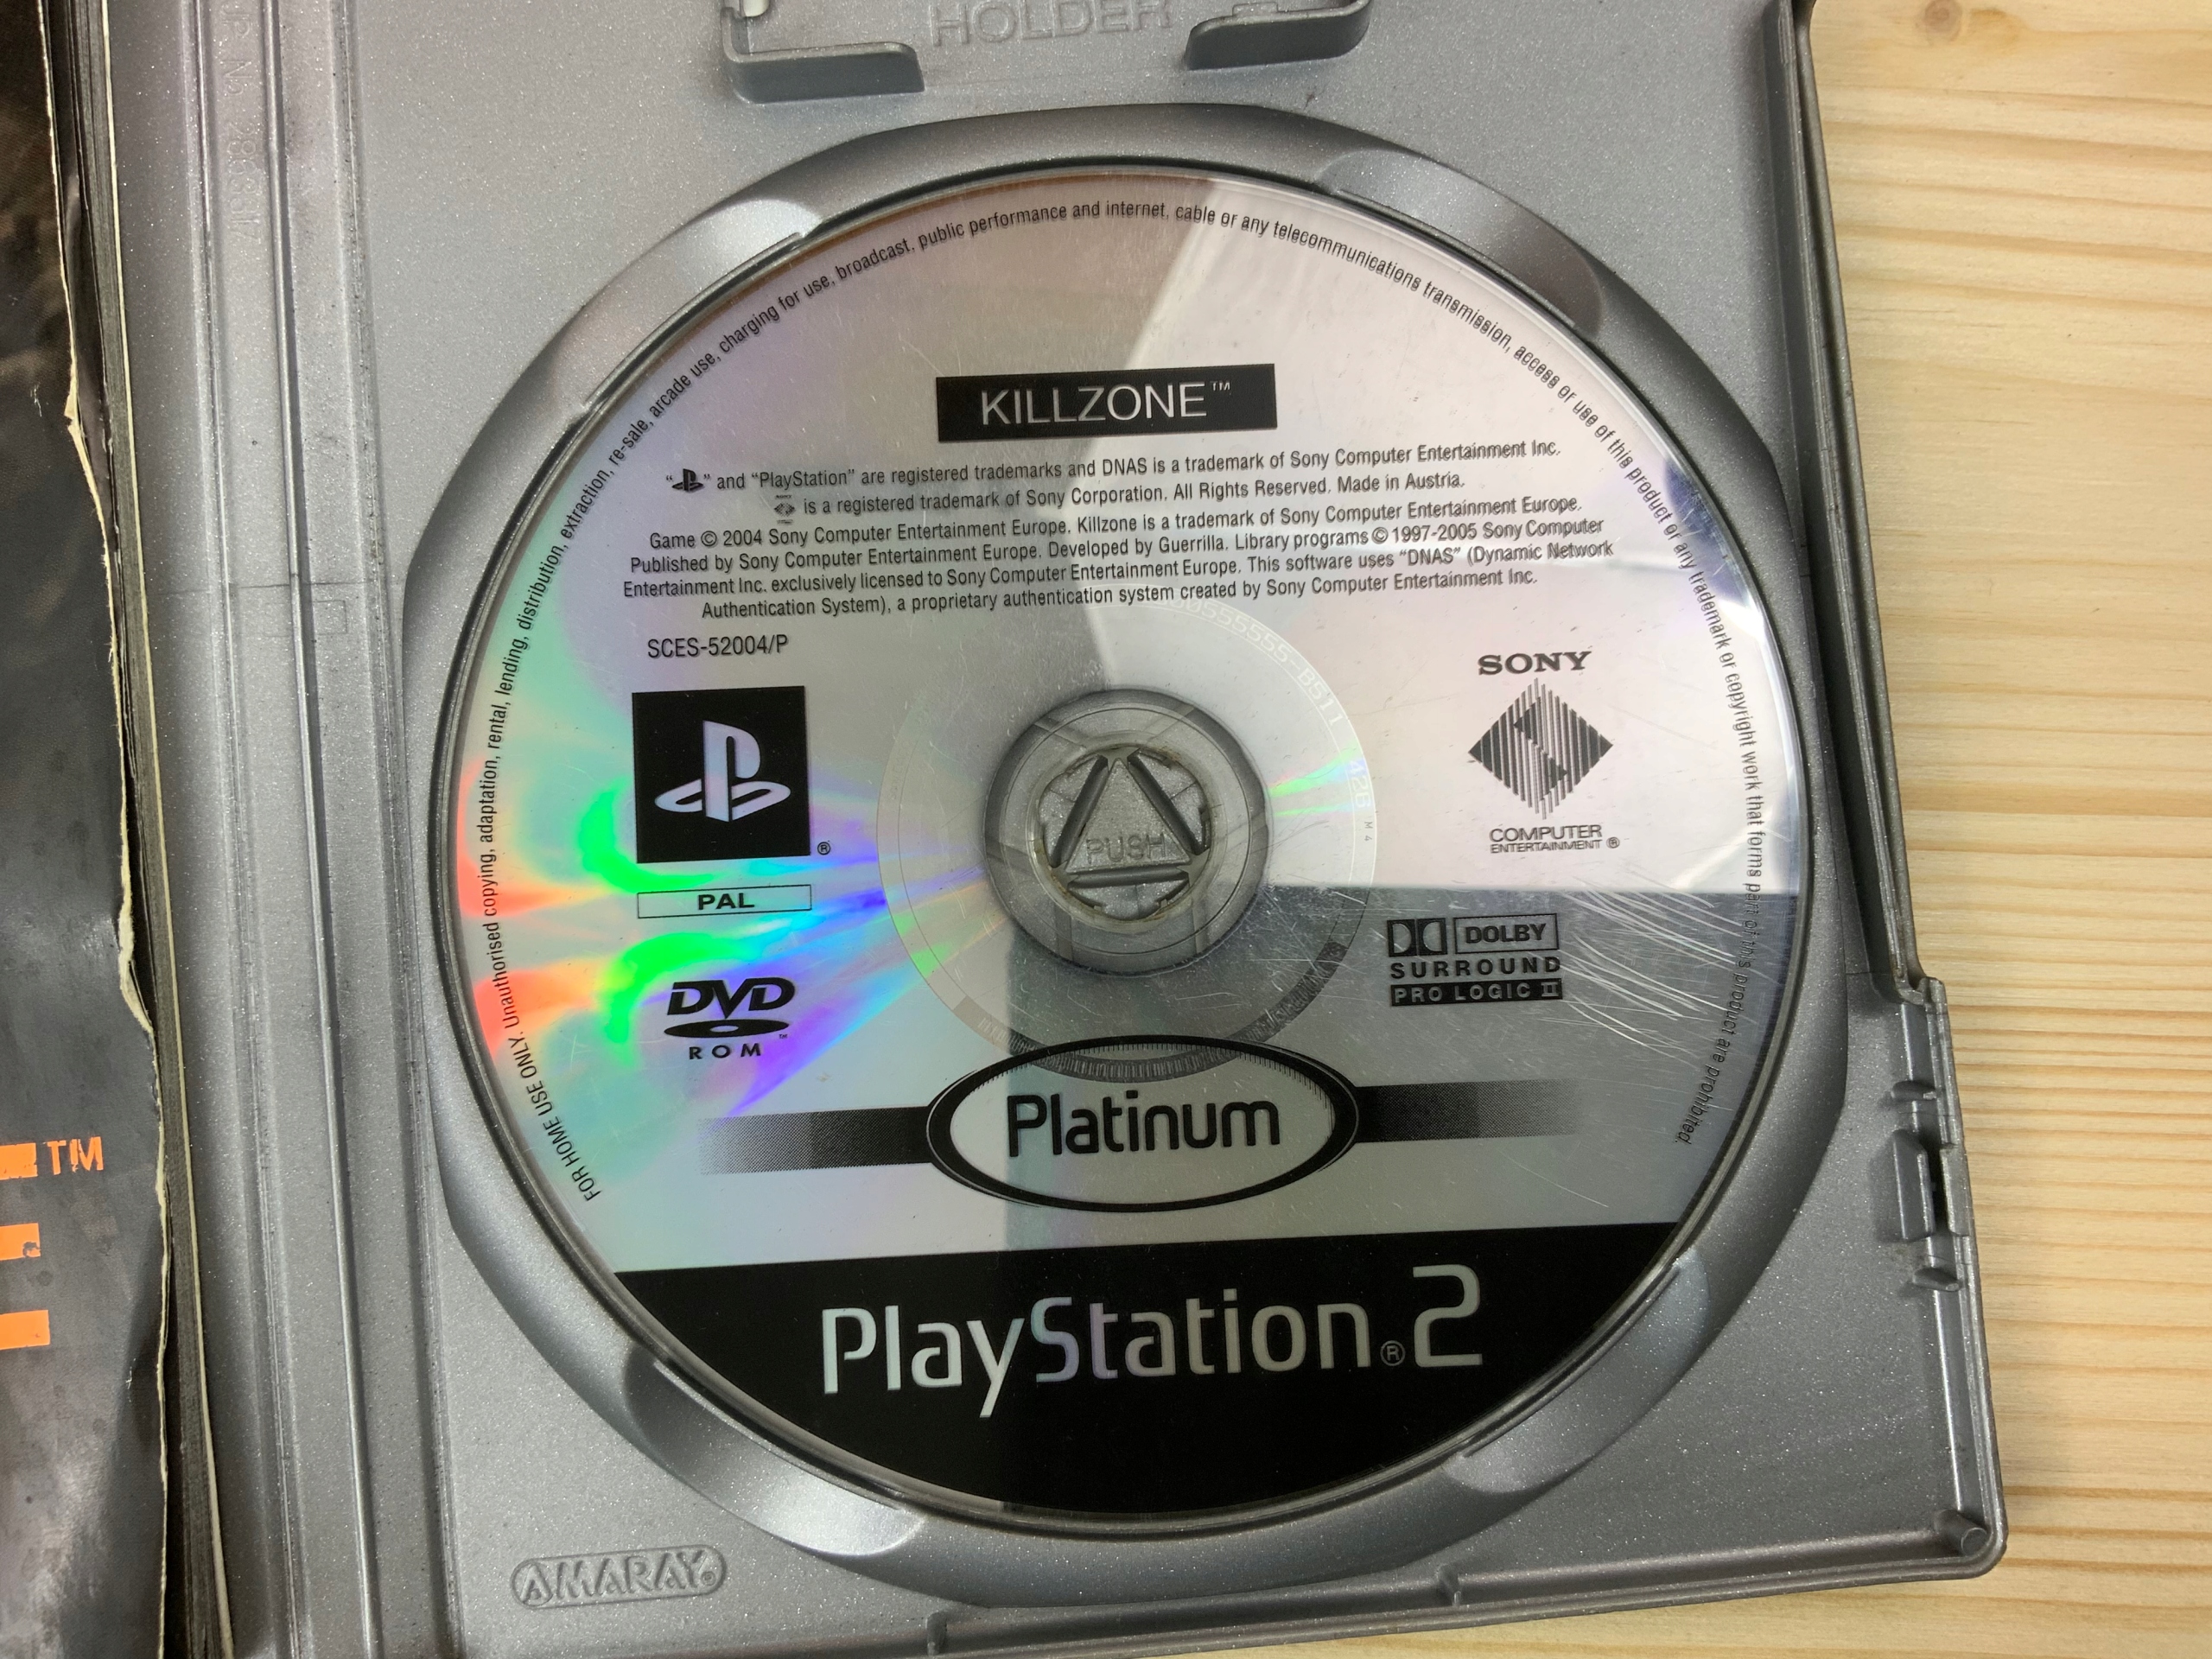 HOLDER
FOR HOME USE ONLY. Unauthorised copying, adaptation, rental, lending, distribution, extraction, re-sale, arcade use, charging for use, broadcast, public performance and internet, cable or any telecommunications transmission, access or use of this product or any trademark or copyright work that forms part of this product are prohibited.
KILLZONE™
“ ” and “PlayStation” are registered trademarks and DNAS is a trademark of Sony Computer Entertainment Inc.
is a registered trademark of Sony Corporation. All Rights Reserved. Made in Austria.
Game © 2004 Sony Computer Entertainment Europe. Killzone is a trademark of Sony Computer Entertainment Europe.
Published by Sony Computer Entertainment Europe. Developed by Guerrilla. Library programs © 1997-2005 Sony Computer
Entertainment Inc. exclusively licensed to Sony Computer Entertainment Europe. This software uses “DNAS” (Dynamic Network
Authentication System), a proprietary authentication system created by Sony Computer Entertainment Inc.
SCES-52004/P
SONY
COMPUTER
ENTERTAINMENT ®
®
PUSH
PAL
DOLBY
SURROUND
PRO LOGIC II
DVD
ROM
Platinum
PlayStation®2
TM
AMARAY